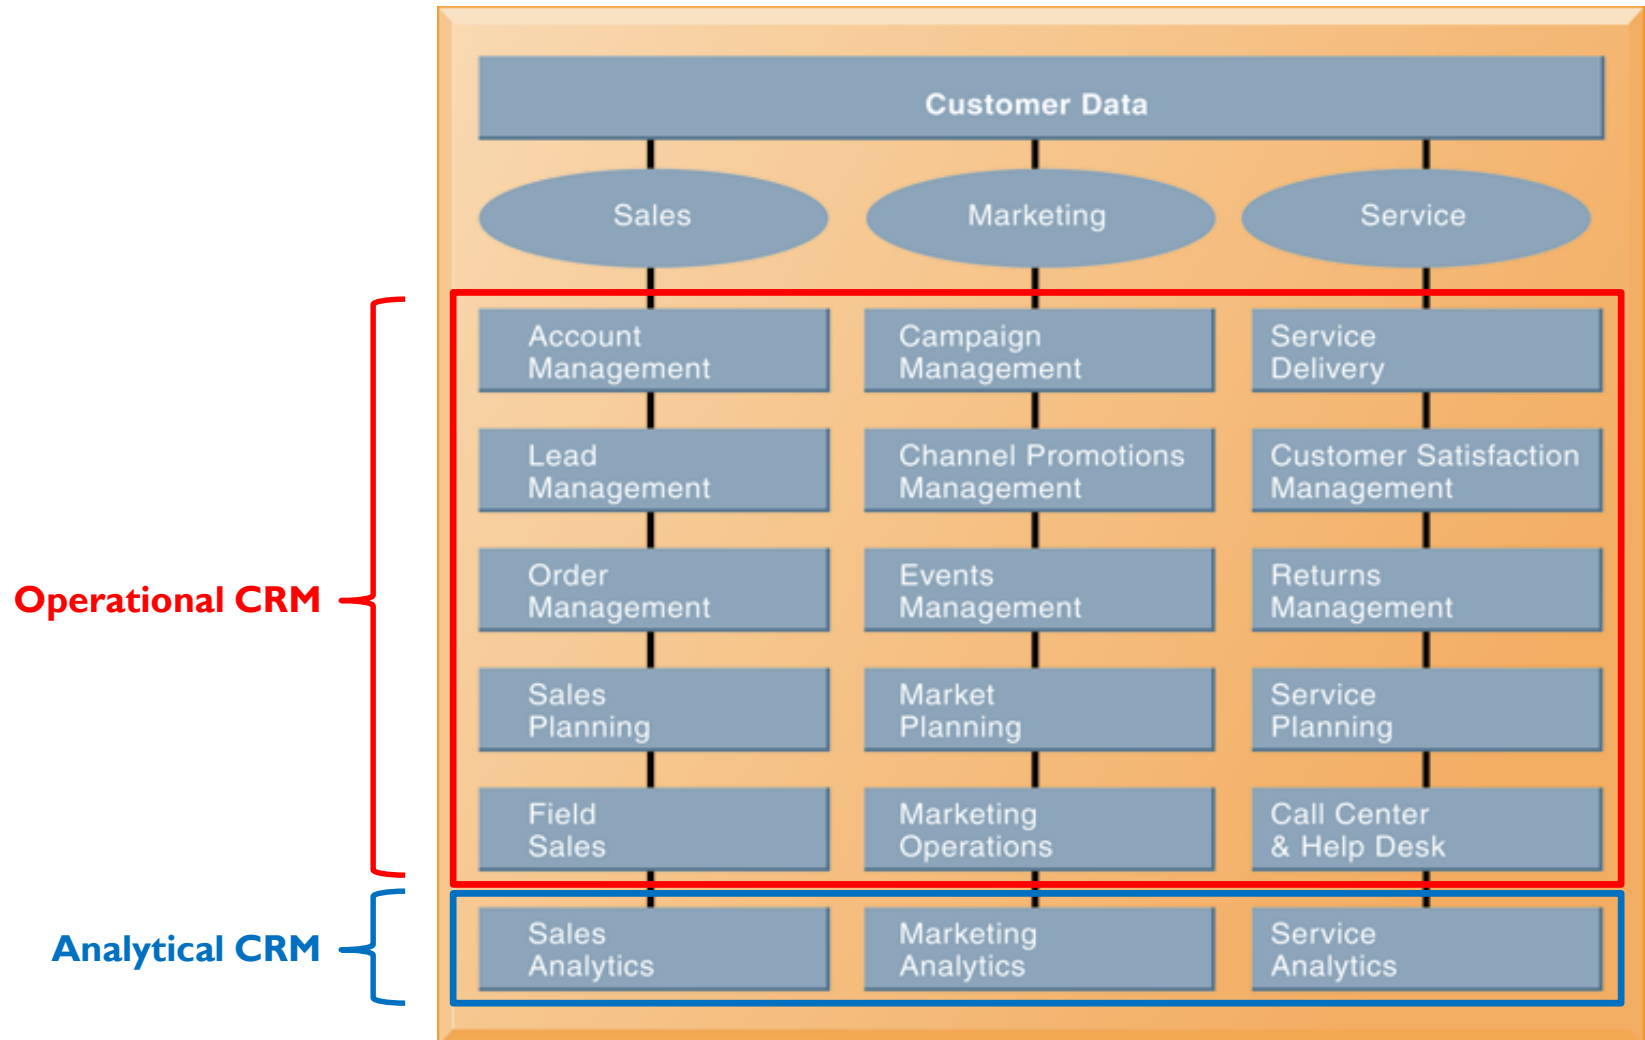 Customer Data
Sales
Marketing
Service
Account
Management
Campaign
Management
Service
Delivery
Lead
Management
Channel Promotions
Management
Customer Satisfaction
Management
Operational CRM
Order
Management
Events
Management
Returns
Management
Sales
Planning
Market
Planning
Service
Planning
Field
Sales
Marketing
Operations
Call Center
& Help Desk
Analytical CRM
Sales
Analytics
Marketing
Analytics
Service
Analytics